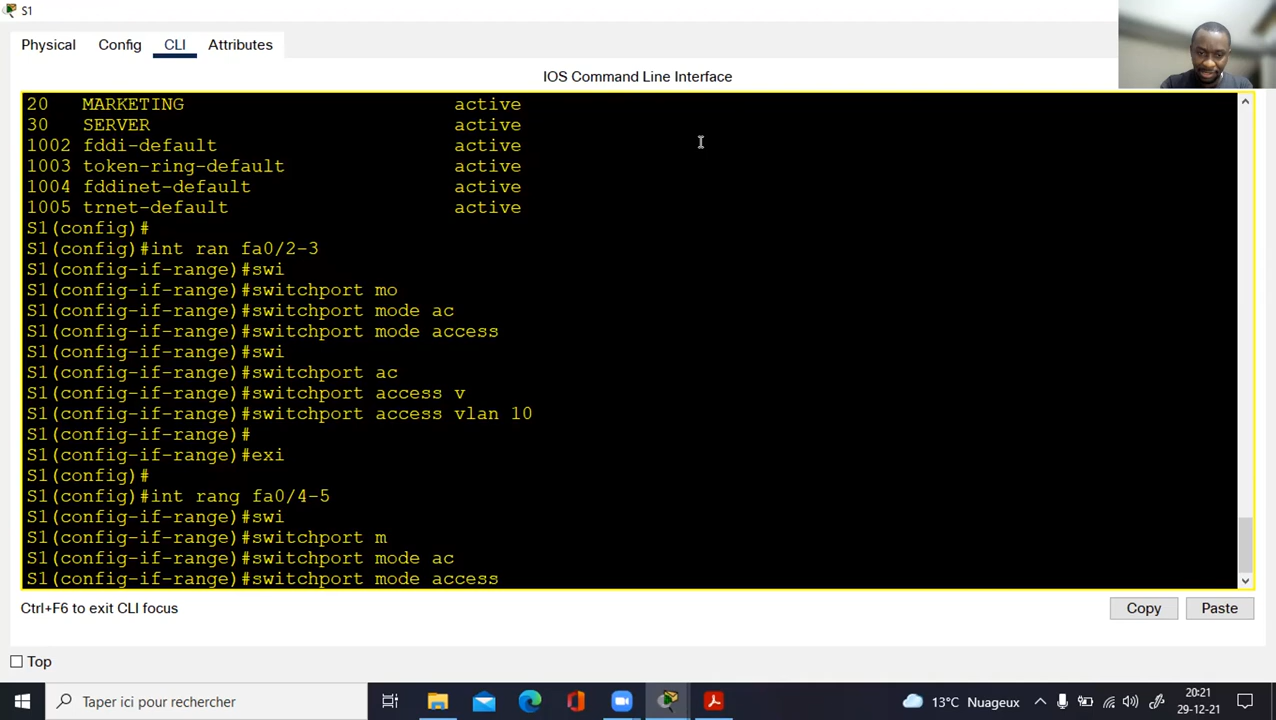 S1
Physical Config CLI Attributes
IOS Command Line Interface
20 MARKETING active
30 SERVER active
1002 fddi-default active
1003 token-ring-default active
1004 fddinet-default active
1005 trnet-default active
S1(config)#
S1(config)#int ran fa0/2-3
S1(config-if-range)#swi
S1(config-if-range)#switchport mo
S1(config-if-range)#switchport mode ac
S1(config-if-range)#switchport mode access
S1(config-if-range)#swi
S1(config-if-range)#switchport ac
S1(config-if-range)#switchport access v
S1(config-if-range)#switchport access vlan 10
S1(config-if-range)#
S1(config-if-range)#exi
S1(config)#
S1(config)#int rang fa0/4-5
S1(config-if-range)#swi
S1(config-if-range)#switchport m
S1(config-if-range)#switchport mode ac
S1(config-if-range)#switchport mode access
Ctrl+F6 to exit CLI focus
Copy Paste
Top
Taper ici pour rechercher
13°C Nuageux
20:21
29-12-21